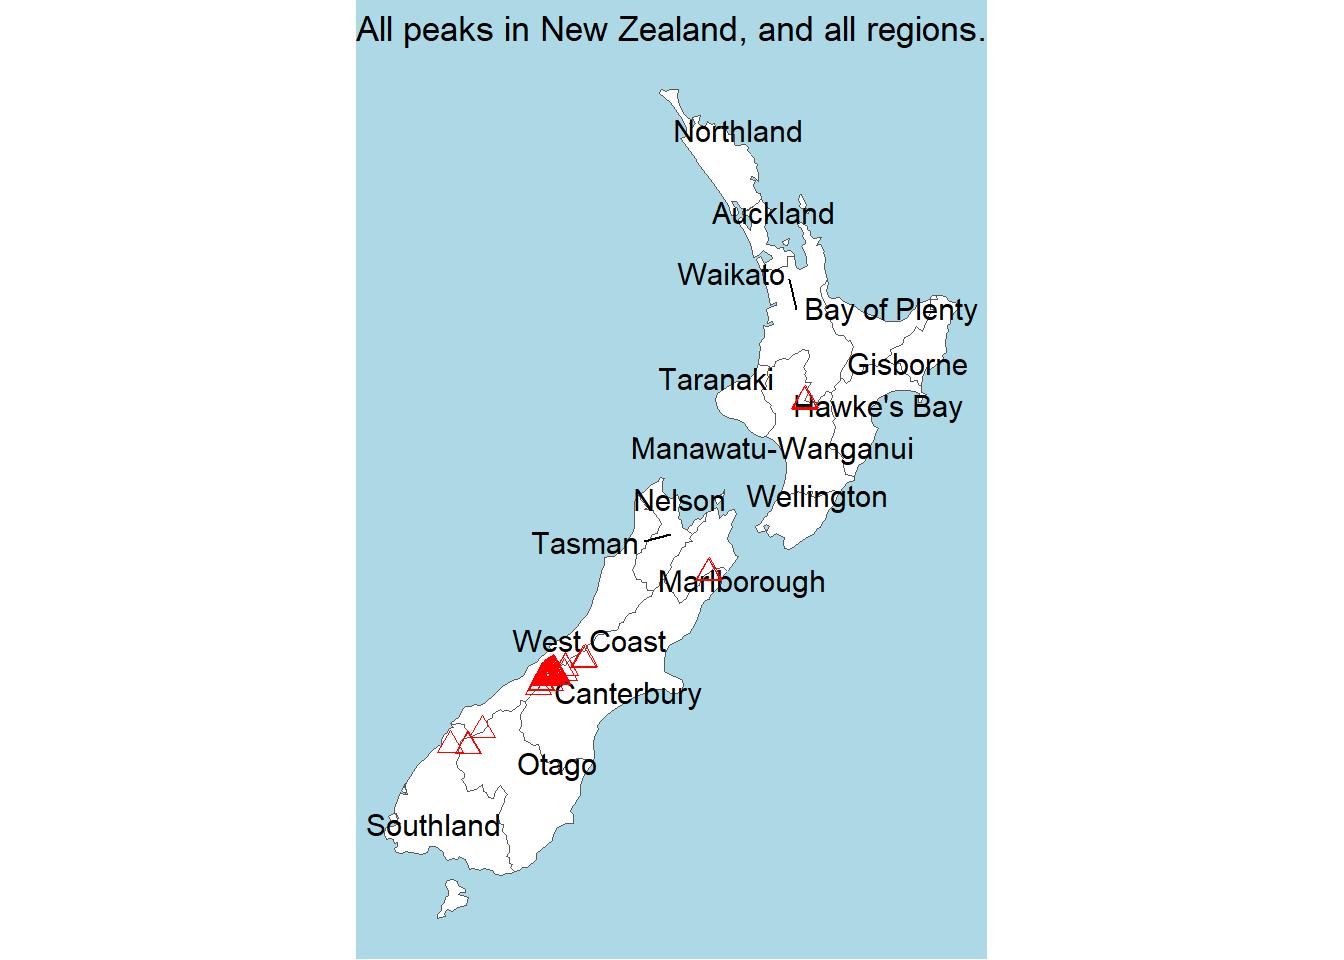 All peaks in New Zealand, and all regions.
Northland
Auckland
Waikato
Bay of Plenty
Gisborne
Taranaki
Hawke's Bay
Manawatu-Wanganui
Wellington
Nelson
Tasman
Marlborough
West Coast
Canterbury
Otago
Southland